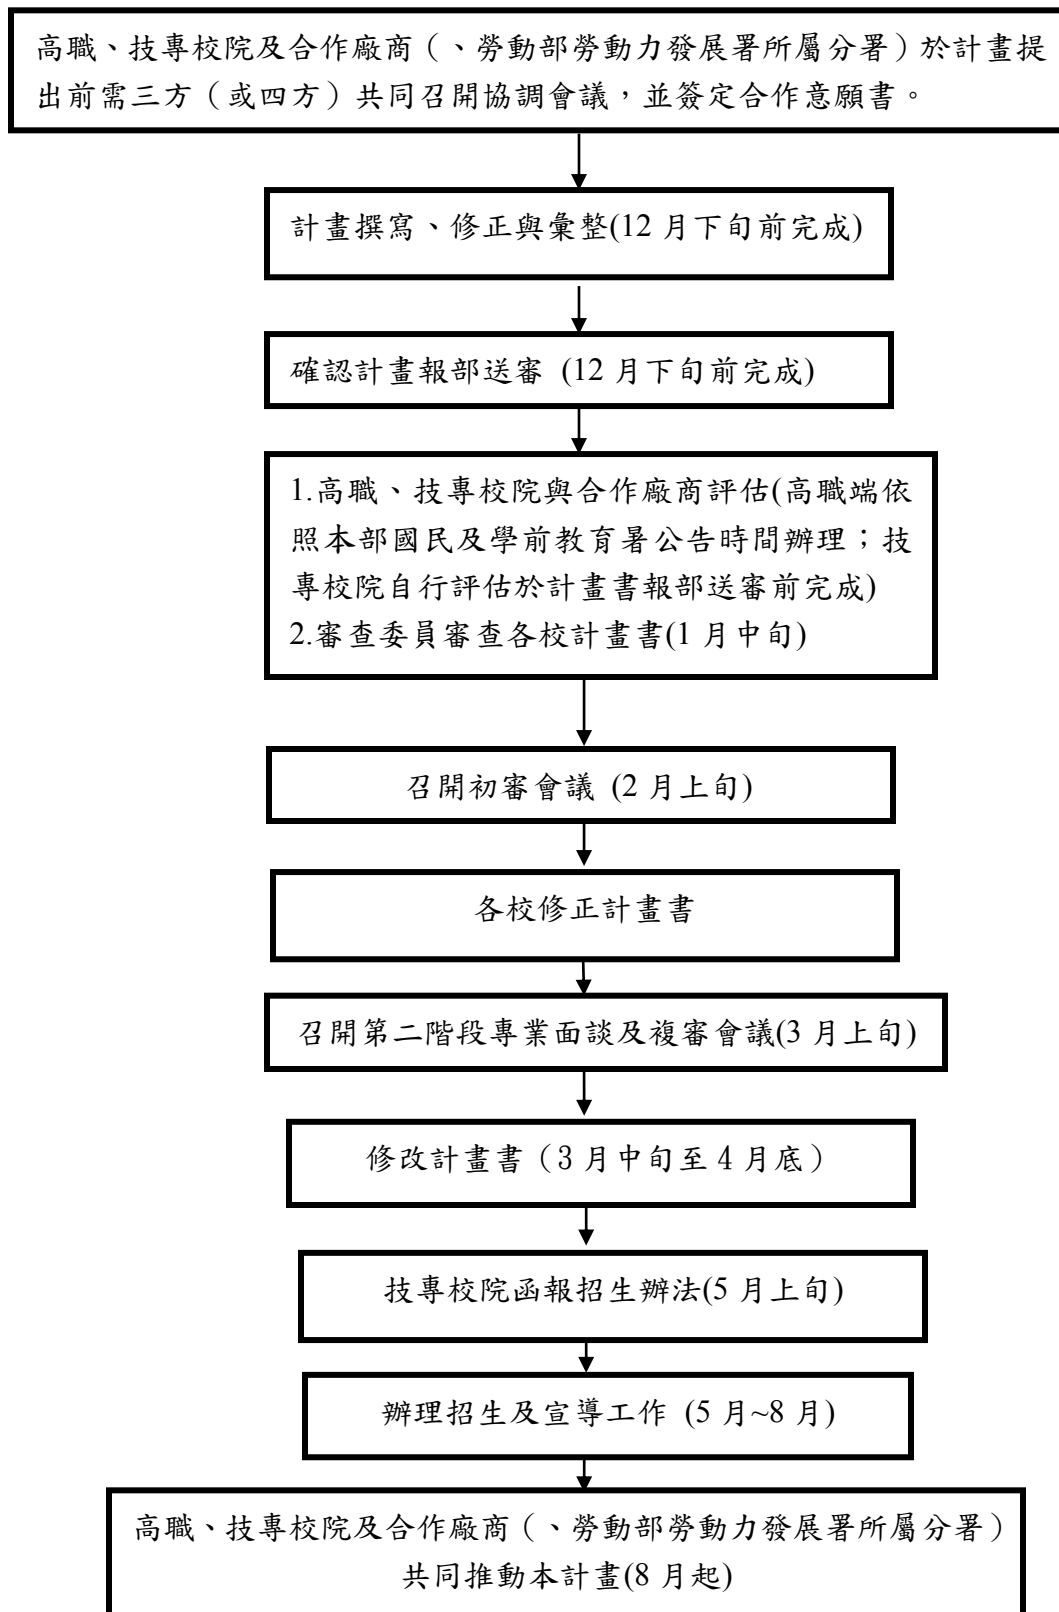 高職、技專校院及合作廠商（、勞動部勞動力發展署所屬分署）於計畫提
出前需三方（或四方）共同召開協調會議，並簽定合作意願書。
計畫撰寫、修正與彙整(12 月下旬前完成)
確認計畫報部送審 (12 月下旬前完成)
1.高職、技專校院與合作廠商評估(高職端依
照本部國民及學前教育署公告時間辦理；技
專校院自行評估於計畫書報部送審前完成)
2.審查委員審查各校計畫書(1 月中旬)
召開初審會議 (2 月上旬)
各校修正計畫書
召開第二階段專業面談及複審會議(3 月上旬)
修改計畫書（3 月中旬至 4 月底）
技專校院函報招生辦法(5 月上旬)
辦理招生及宣導工作 (5 月~8 月)
高職、技專校院及合作廠商（、勞動部勞動力發展署所屬分署）
共同推動本計畫(8 月起)